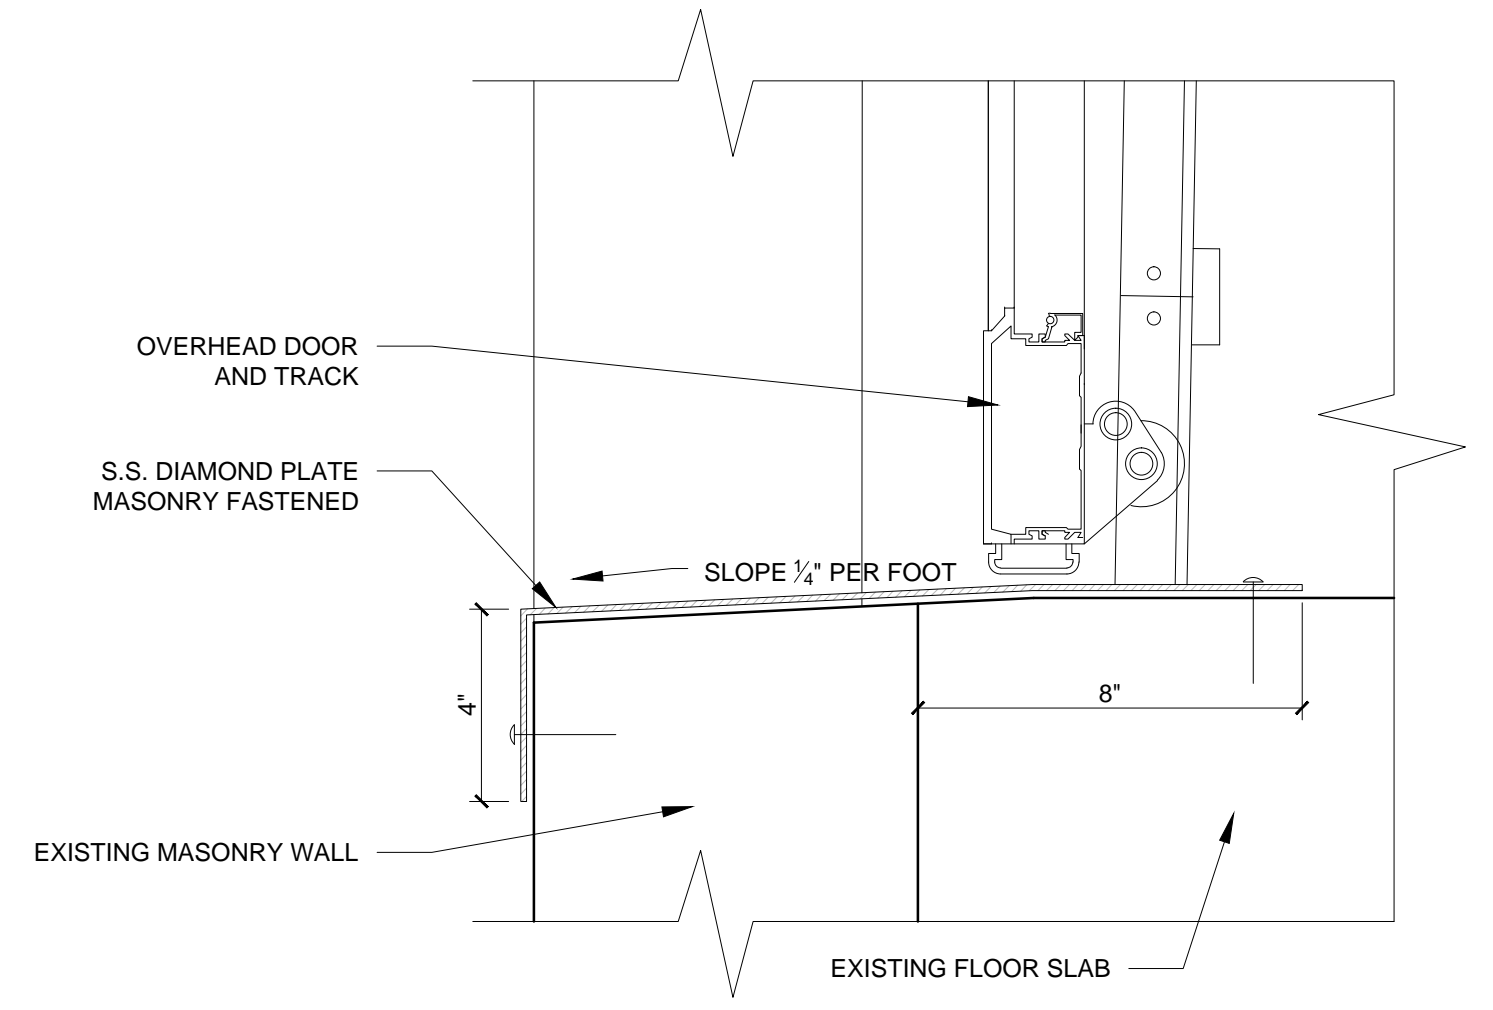 OVERHEAD DOOR
AND TRACK
S.S. DIAMOND PLATE
MASONRY FASTENED
SLOPE ¼" PER FOOT
4"
8"
EXISTING MASONRY WALL
EXISTING FLOOR SLAB